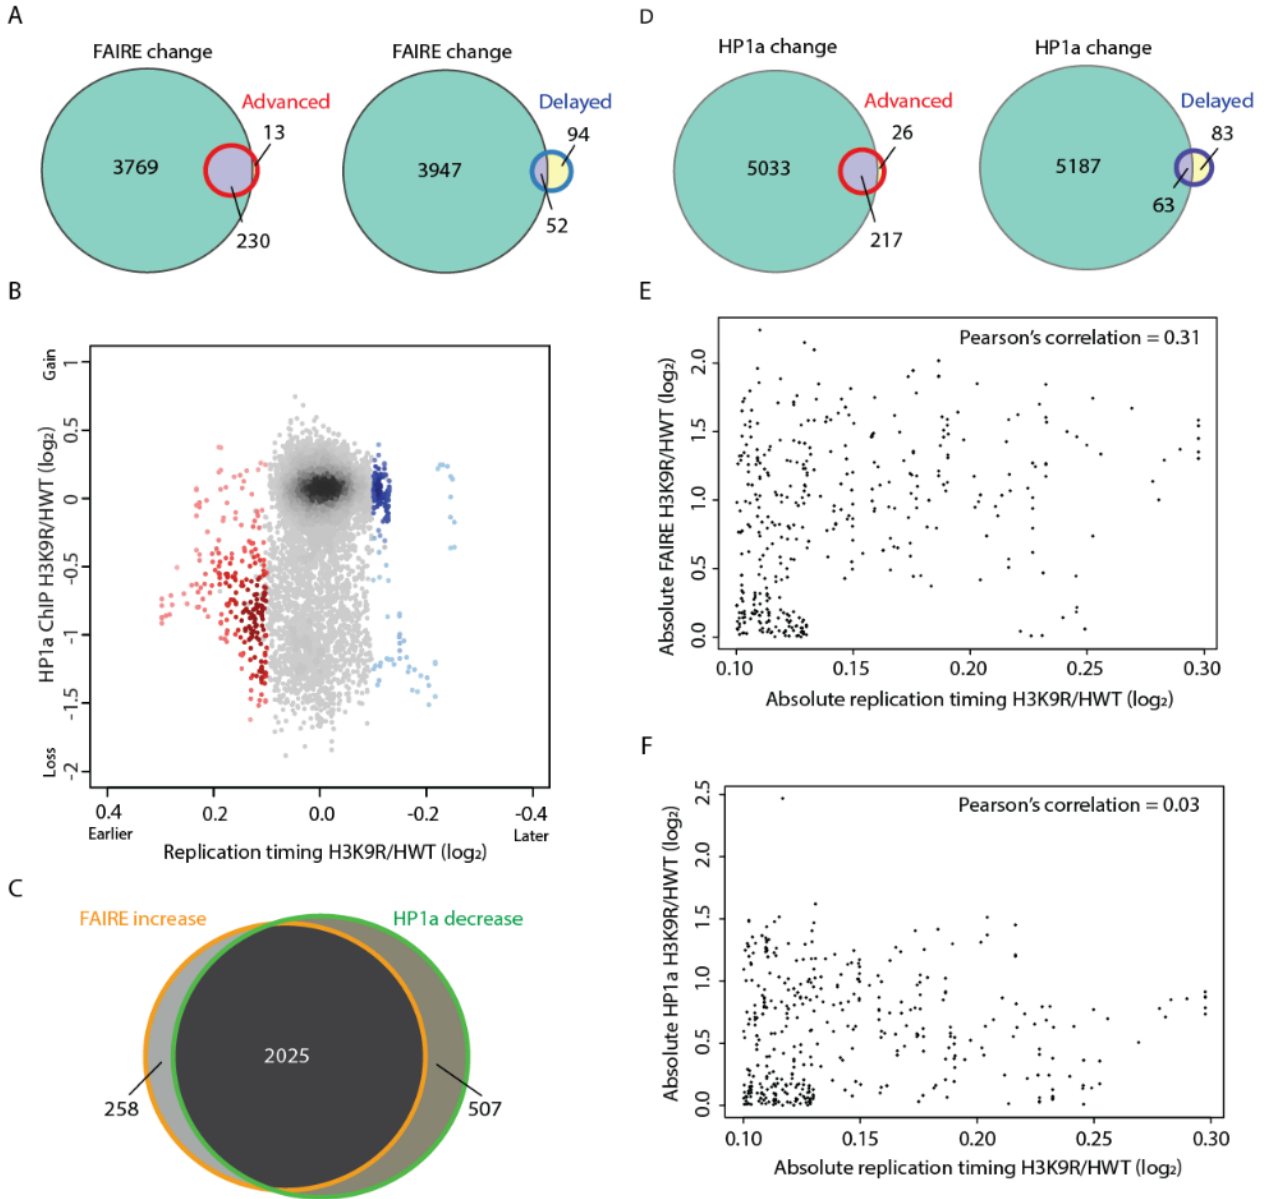 A
FAIRE change
FAIRE change
Advanced
Delayed
13
94
3769
3947
230
52
D
HP1a change
HP1a change
Advanced
Delayed
26
83
5033
5187
217
63
B
Gain
1
0.5
0
-0.5
-1
-1.5
-2
Loss
HP1a ChIP H3K9R/HWT (log₂)
0.4
0.2
0.0
-0.2
-0.4
Earlier
Later
Replication timing H3K9R/HWT (log₂)
C
FAIRE increase
HP1a decrease
2025
258
507
E
Pearson's correlation = 0.31
2.0
1.5
1.0
0.5
0.0
Absolute FAIRE H3K9R/HWT (log₂)
0.10
0.15
0.20
0.25
0.30
Absolute replication timing H3K9R/HWT (log₂)
F
Pearson's correlation = 0.03
2.5
2.0
1.5
1.0
0.5
0.0
Absolute HP1a H3K9R/HWT (log₂)
0.10
0.15
0.20
0.25
0.30
Absolute replication timing H3K9R/HWT (log₂)